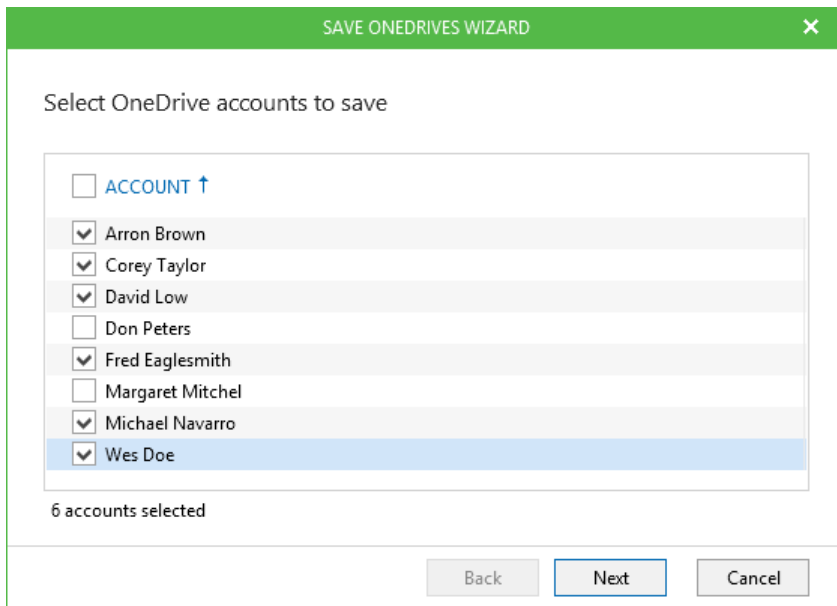 SAVE ONEDRIVES WIZARD
Select OneDrive accounts to save
ACCOUNT
Arron Brown
Corey Taylor
David Low
Don Peters
Fred Eaglesmith
Margaret Mitchel
Michael Navarro
Wes Doe
6 accounts selected
Back Next Cancel